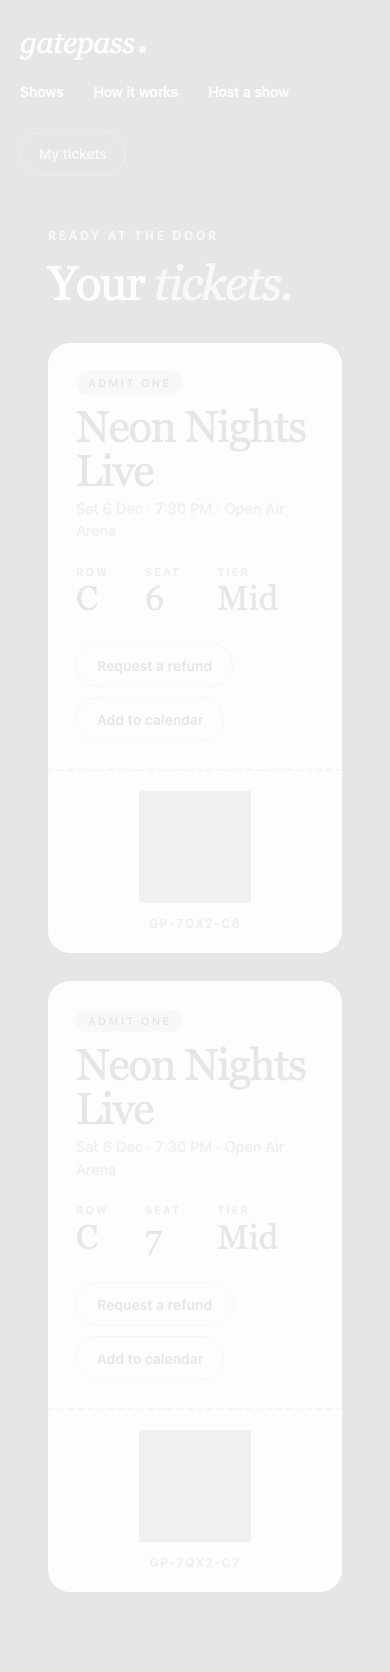 gatepass.
Shows How it works Host a show
My tickets
READY AT THE DOOR
Your tickets.
ADMIT ONE
Neon Nights
Live
Sat 6 Dec · 7:30 PM · Open Air
Arena
ROW SEAT TIER
C 6 Mid
Request a refund
Add to calendar
GP-7QX2-C6
ADMIT ONE
Neon Nights
Live
Sat 6 Dec · 7:30 PM · Open Air
Arena
ROW SEAT TIER
C 7 Mid
Request a refund
Add to calendar
GP-7QX2-C7